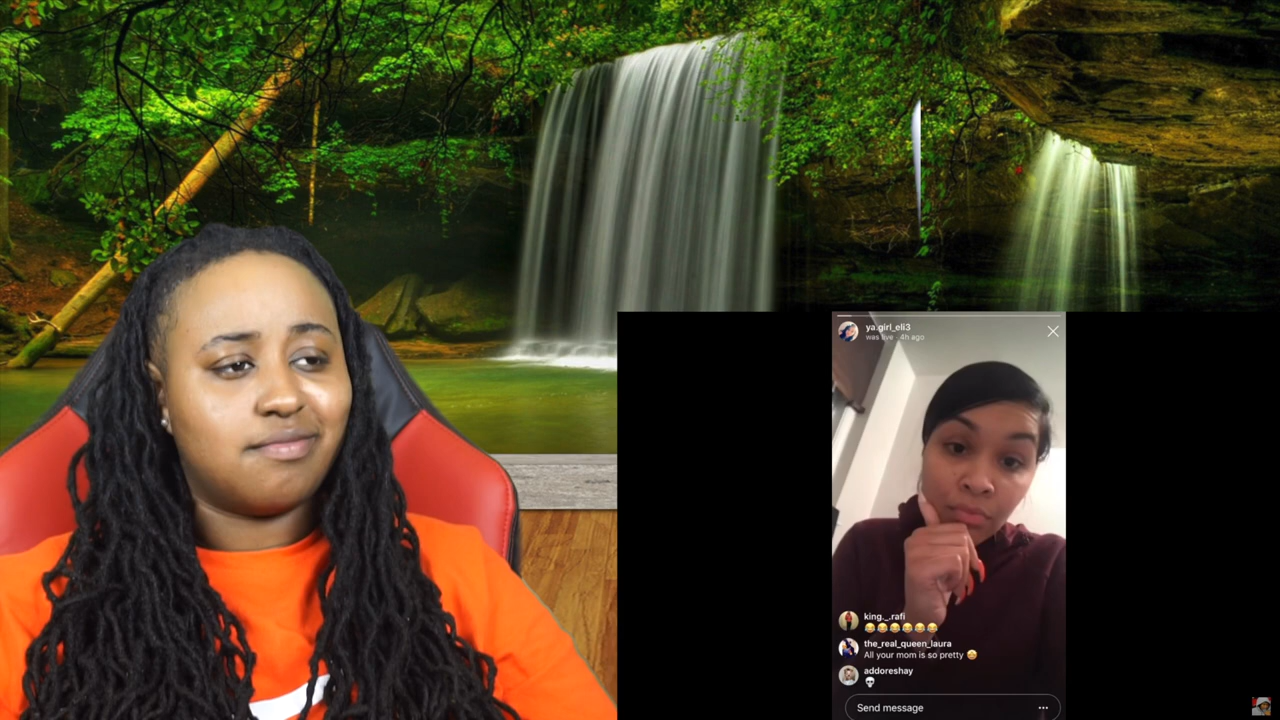 ya.girl_eli3
was live · 4h ago
king._.rafi
😂😂😂😂😂😂
the_real_queen_laura
All your mom is so pretty 🤩
addoreshay
💀
Send message